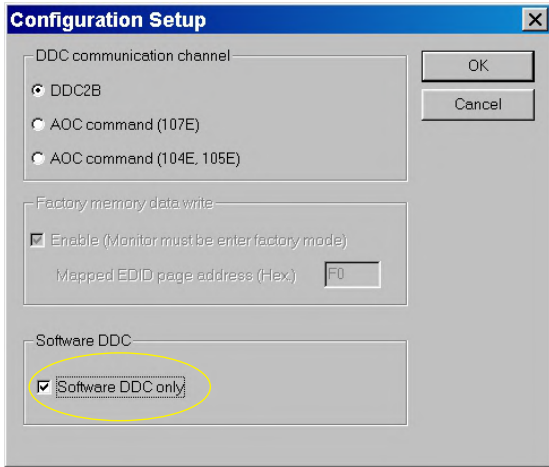 Configuration Setup
DDC communication channel
OK
DDC2B
Cancel
AOC command (107E)
AOC command (104E, 105E)
Factory memory data write
Enable (Monitor must be enter factory mode)
Mapped EDID page address (Hex.) F0
Software DDC
Software DDC only